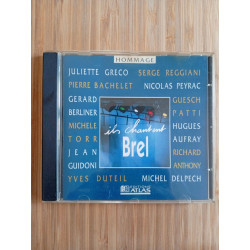 HOMMAGE
JULIETTE GRECO SERGE REGGIANI
PIERRE BACHELET NICOLAS PEYRAC
GERARD GUESCH
BERLINER PATTI
MICHELE HUGUES
TORR AUFRAY
JEAN RICHARD
GUIDONI ANTHONY
ils chantent
Brel
YVES DUTEIL MICHEL DELPECH
ATLAS